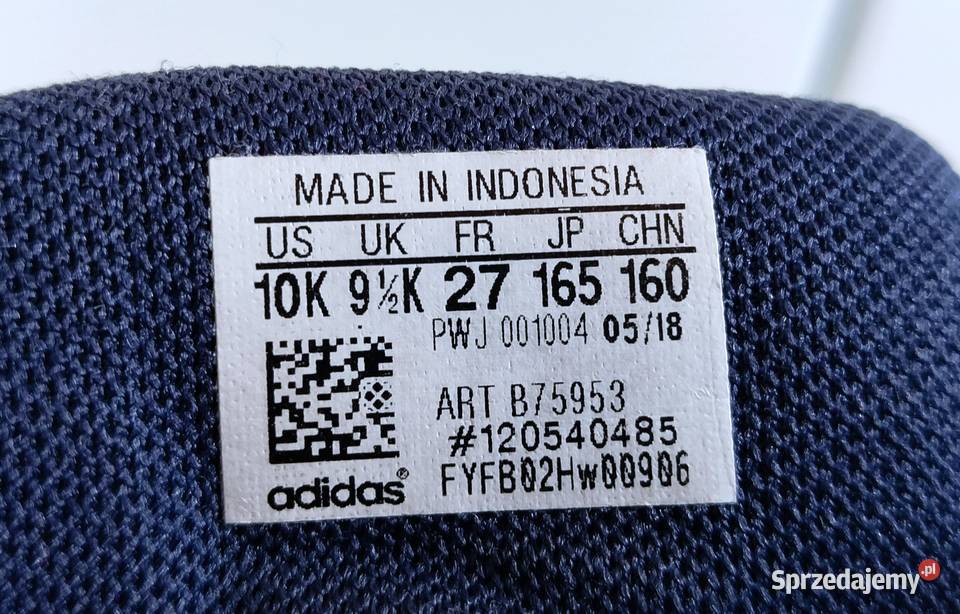 MADE IN INDONESIA
US UK FR JP CHN
10K 9½K 27 165 160
PWJ 001004 05/18
ART B75953
#120540485
FYFB02HW00906
adidas®
Sprzedajemy.pl